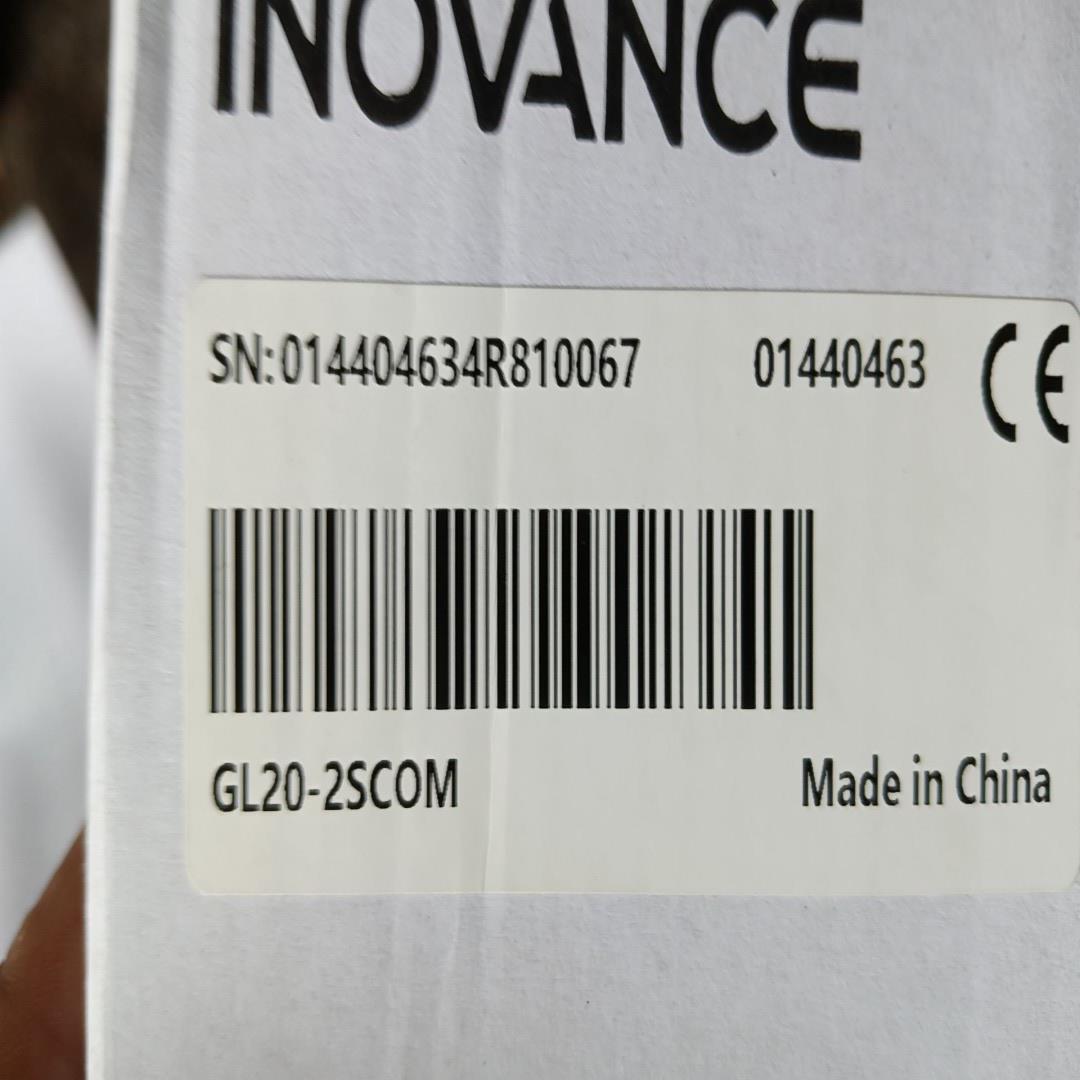 INOVANCE
SN:014404634R810067 01440463 CE
GL20-2SCOM Made in China